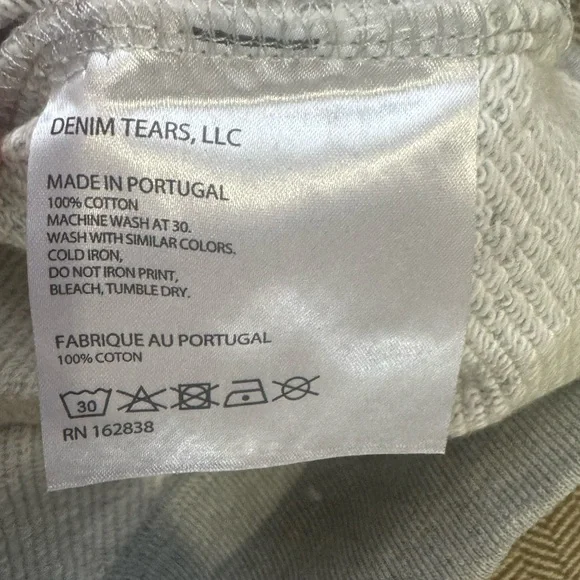 DENIM TEARS, LLC
MADE IN PORTUGAL
100% COTTON
MACHINE WASH AT 30.
WASH WITH SIMILAR COLORS.
COLD IRON,
DO NOT IRON PRINT,
BLEACH, TUMBLE DRY.
FABRIQUE AU PORTUGAL
100% COTON
30
RN 162838